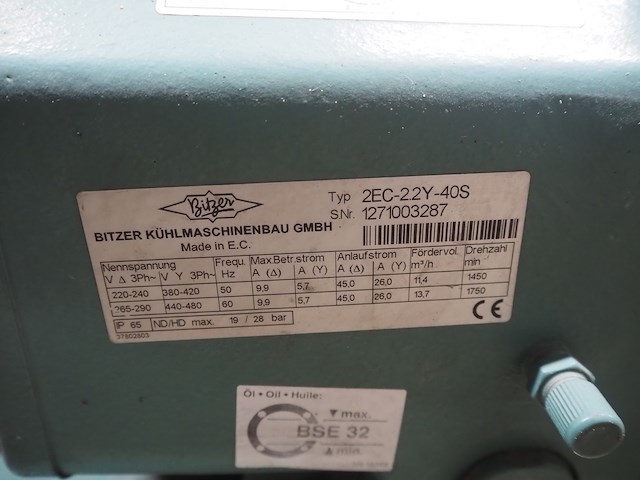 Bitzer
Typ 2EC-2.2Y-40S
S.Nr. 1271003287
BITZER KÜHLMASCHINENBAU GMBH
Made in E.C.
Nennspannung Frequ. Max.Betr.strom Anlaufstrom Fördervol. Drehzahl
V Δ 3Ph~ V Y 3Ph~ Hz A (Δ) A (Y) A (Δ) A (Y) m³/h min
220-240 380-420 50 9,9 5,7 45,0 26,0 11,4 1450
265-290 440-480 60 9,9 5,7 45,0 26,0 13,7 1750
IP 65 ND/HD max. 19 / 28 bar
CE
37902803
Öl • Oil • Huile:
▼ max.
BSE 32
▲ min.